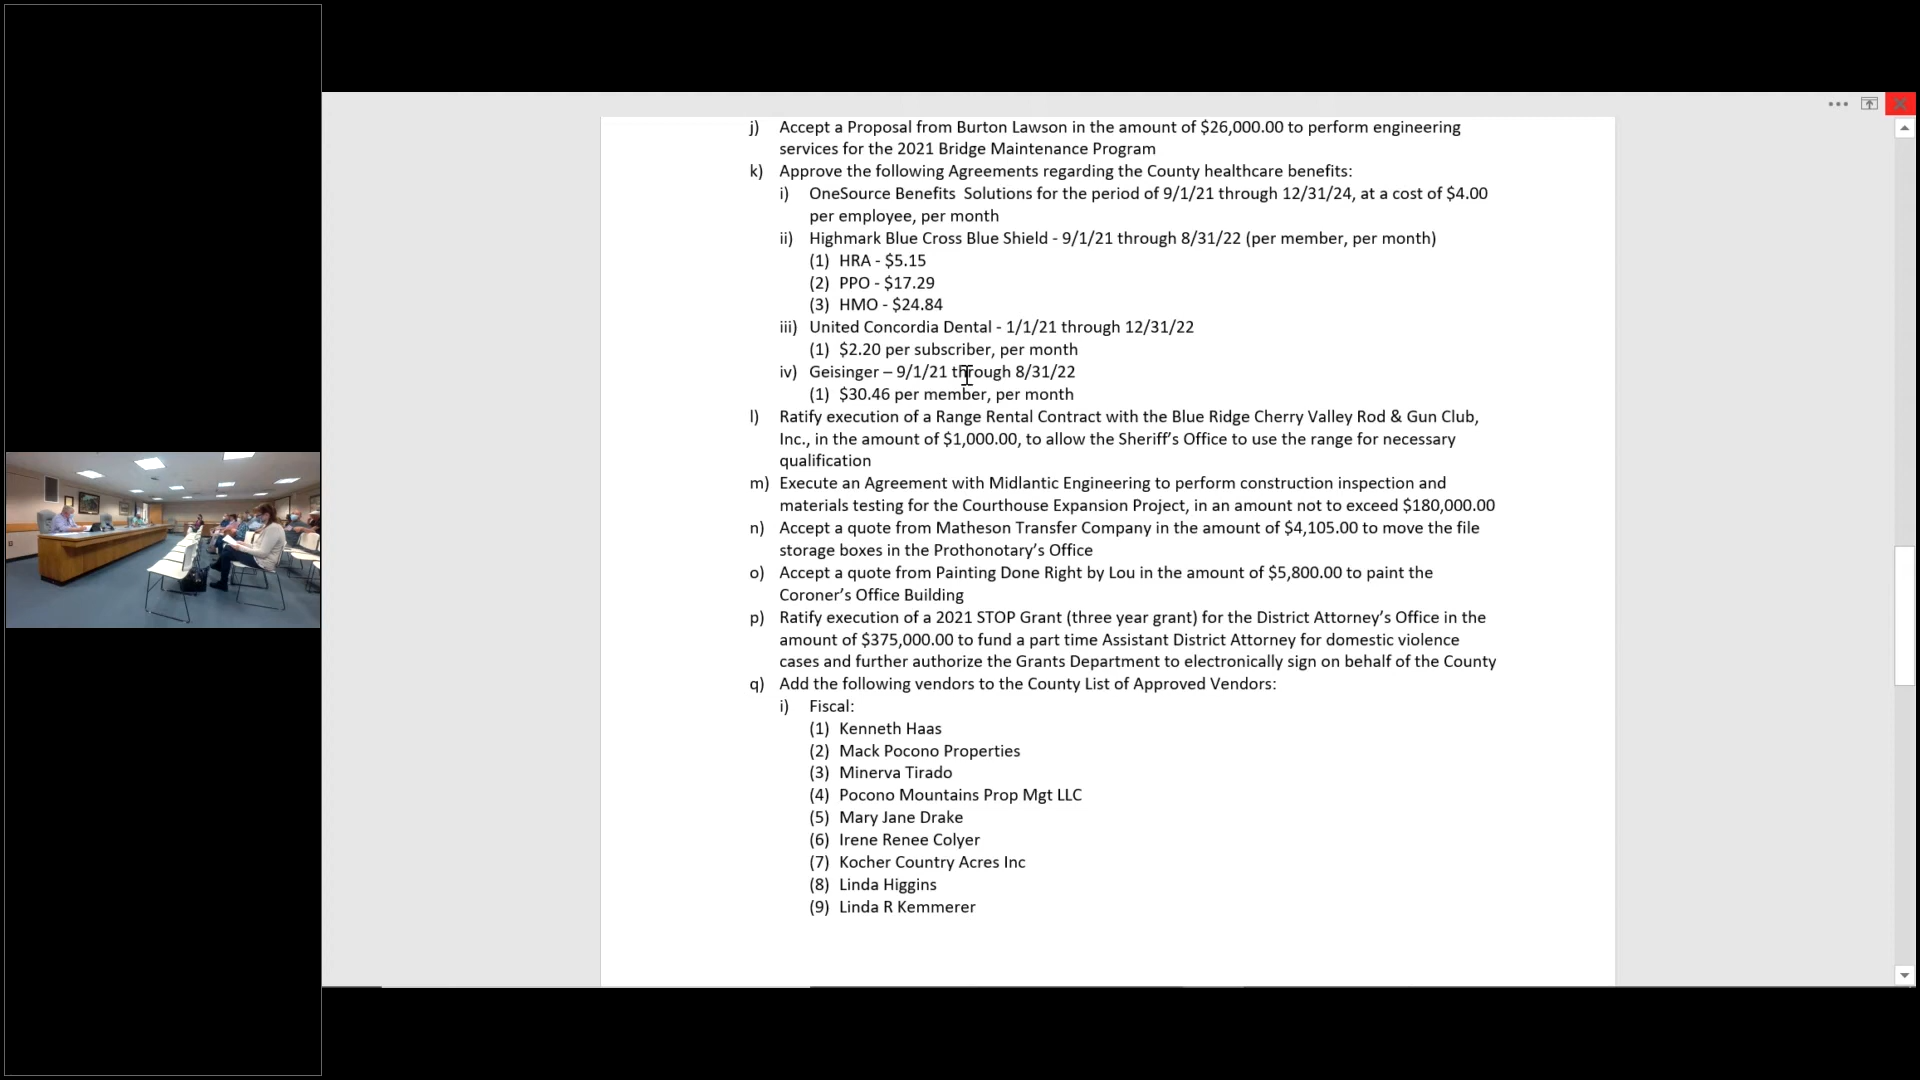 j) Accept a Proposal from Burton Lawson in the amount of $26,000.00 to perform engineering
services for the 2021 Bridge Maintenance Program
k) Approve the following Agreements regarding the County healthcare benefits:
i) OneSource Benefits Solutions for the period of 9/1/21 through 12/31/24, at a cost of $4.00
per employee, per month
ii) Highmark Blue Cross Blue Shield - 9/1/21 through 8/31/22 (per member, per month)
(1) HRA - $5.15
(2) PPO - $17.29
(3) HMO - $24.84
iii) United Concordia Dental - 1/1/21 through 12/31/22
(1) $2.20 per subscriber, per month
iv) Geisinger – 9/1/21 through 8/31/22
(1) $30.46 per member, per month
l) Ratify execution of a Range Rental Contract with the Blue Ridge Cherry Valley Rod & Gun Club,
Inc., in the amount of $1,000.00, to allow the Sheriff’s Office to use the range for necessary
qualification
m) Execute an Agreement with Midlantic Engineering to perform construction inspection and
materials testing for the Courthouse Expansion Project, in an amount not to exceed $180,000.00
n) Accept a quote from Matheson Transfer Company in the amount of $4,105.00 to move the file
storage boxes in the Prothonotary’s Office
o) Accept a quote from Painting Done Right by Lou in the amount of $5,800.00 to paint the
Coroner’s Office Building
p) Ratify execution of a 2021 STOP Grant (three year grant) for the District Attorney’s Office in the
amount of $375,000.00 to fund a part time Assistant District Attorney for domestic violence
cases and further authorize the Grants Department to electronically sign on behalf of the County
q) Add the following vendors to the County List of Approved Vendors:
i) Fiscal:
(1) Kenneth Haas
(2) Mack Pocono Properties
(3) Minerva Tirado
(4) Pocono Mountains Prop Mgt LLC
(5) Mary Jane Drake
(6) Irene Renee Colyer
(7) Kocher Country Acres Inc
(8) Linda Higgins
(9) Linda R Kemmerer